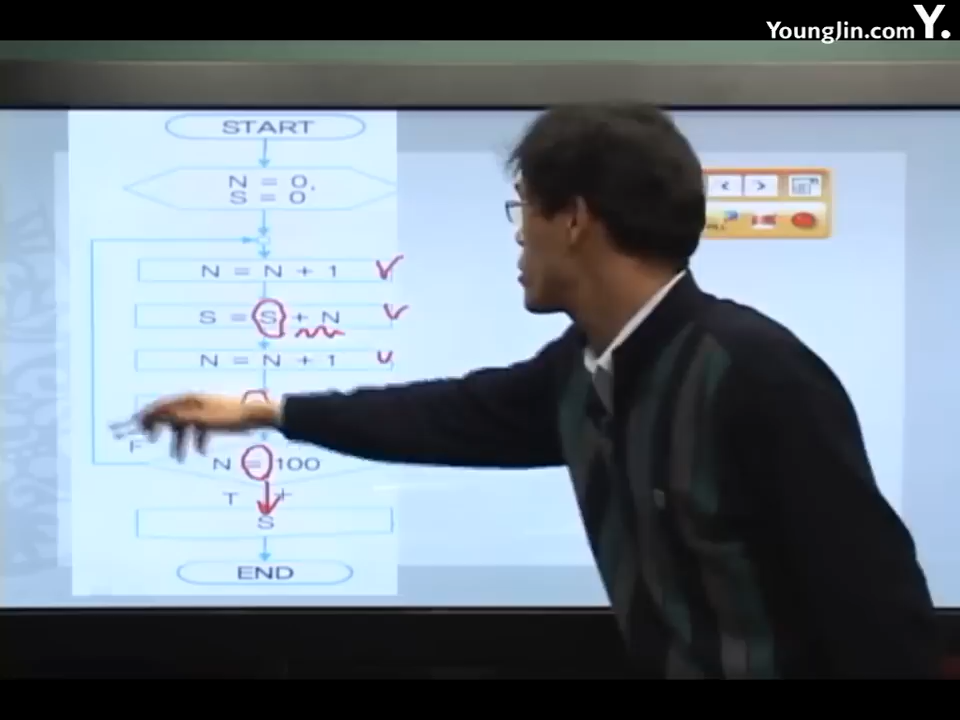 YoungJin.com Y.
START
N = 0.
S = 0
N = N + 1
S = S + N
N = N + 1
F
N = 100
T
S
END